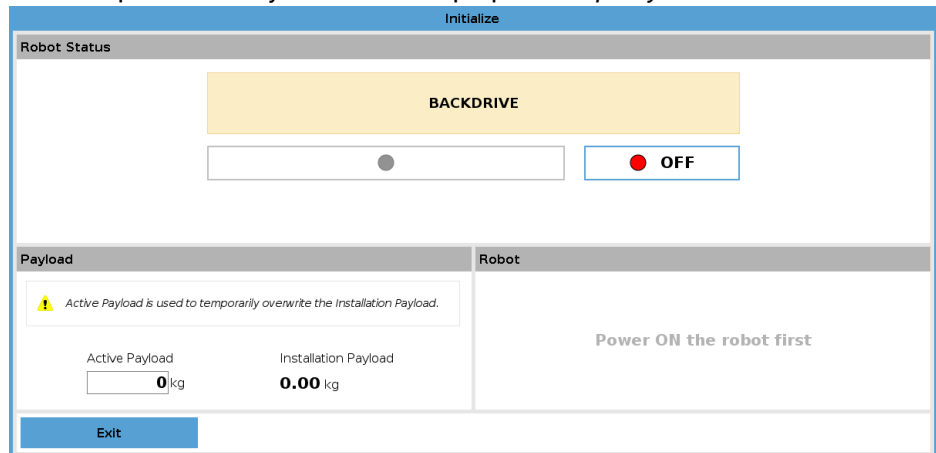 Initialize
Robot Status
BACKDRIVE
OFF
Payload
Robot
Active Payload is used to temporarily overwrite the Installation Payload.
Power ON the robot first
Active Payload
Installation Payload
0 kg
0.00 kg
Exit